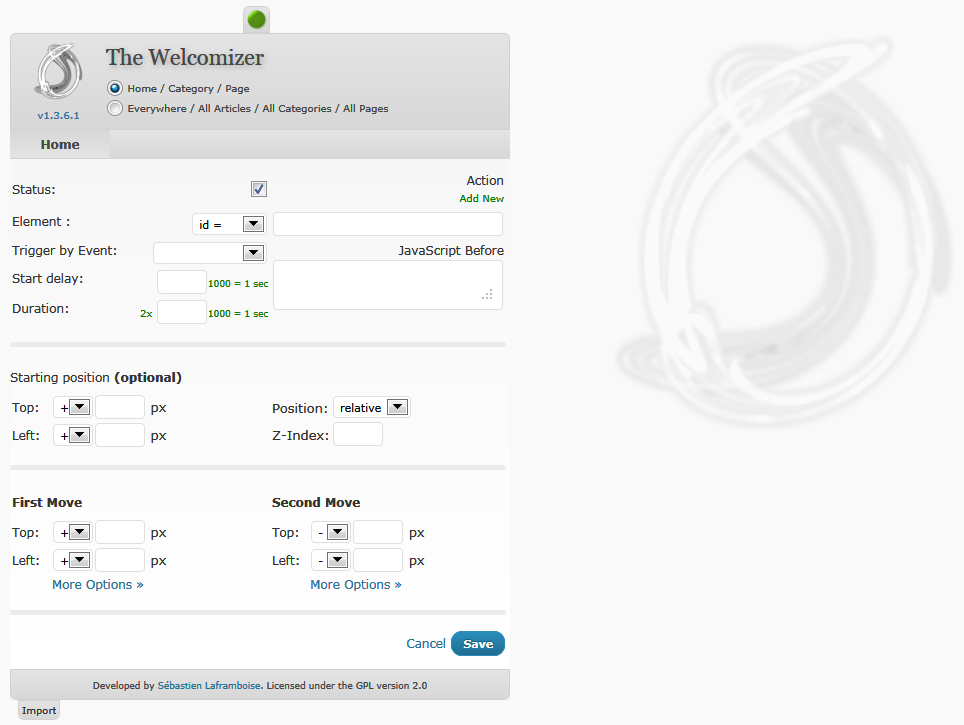 The Welcomizer
Home / Category / Page
v1.3.6.1
Everywhere / All Articles / All Categories / All Pages
Home
Status:
Action
Add New
Element :
id =
Trigger by Event:
JavaScript Before
Start delay:
1000 = 1 sec
Duration:
2x
1000 = 1 sec
Starting position (optional)
Top: + px
Position: relative
Left: + px
Z-Index:
First Move
Second Move
Top: + px
Top: - px
Left: + px
Left: - px
More Options »
More Options »
Cancel
Save
Developed by Sébastien Laframboise. Licensed under the GPL version 2.0
Import